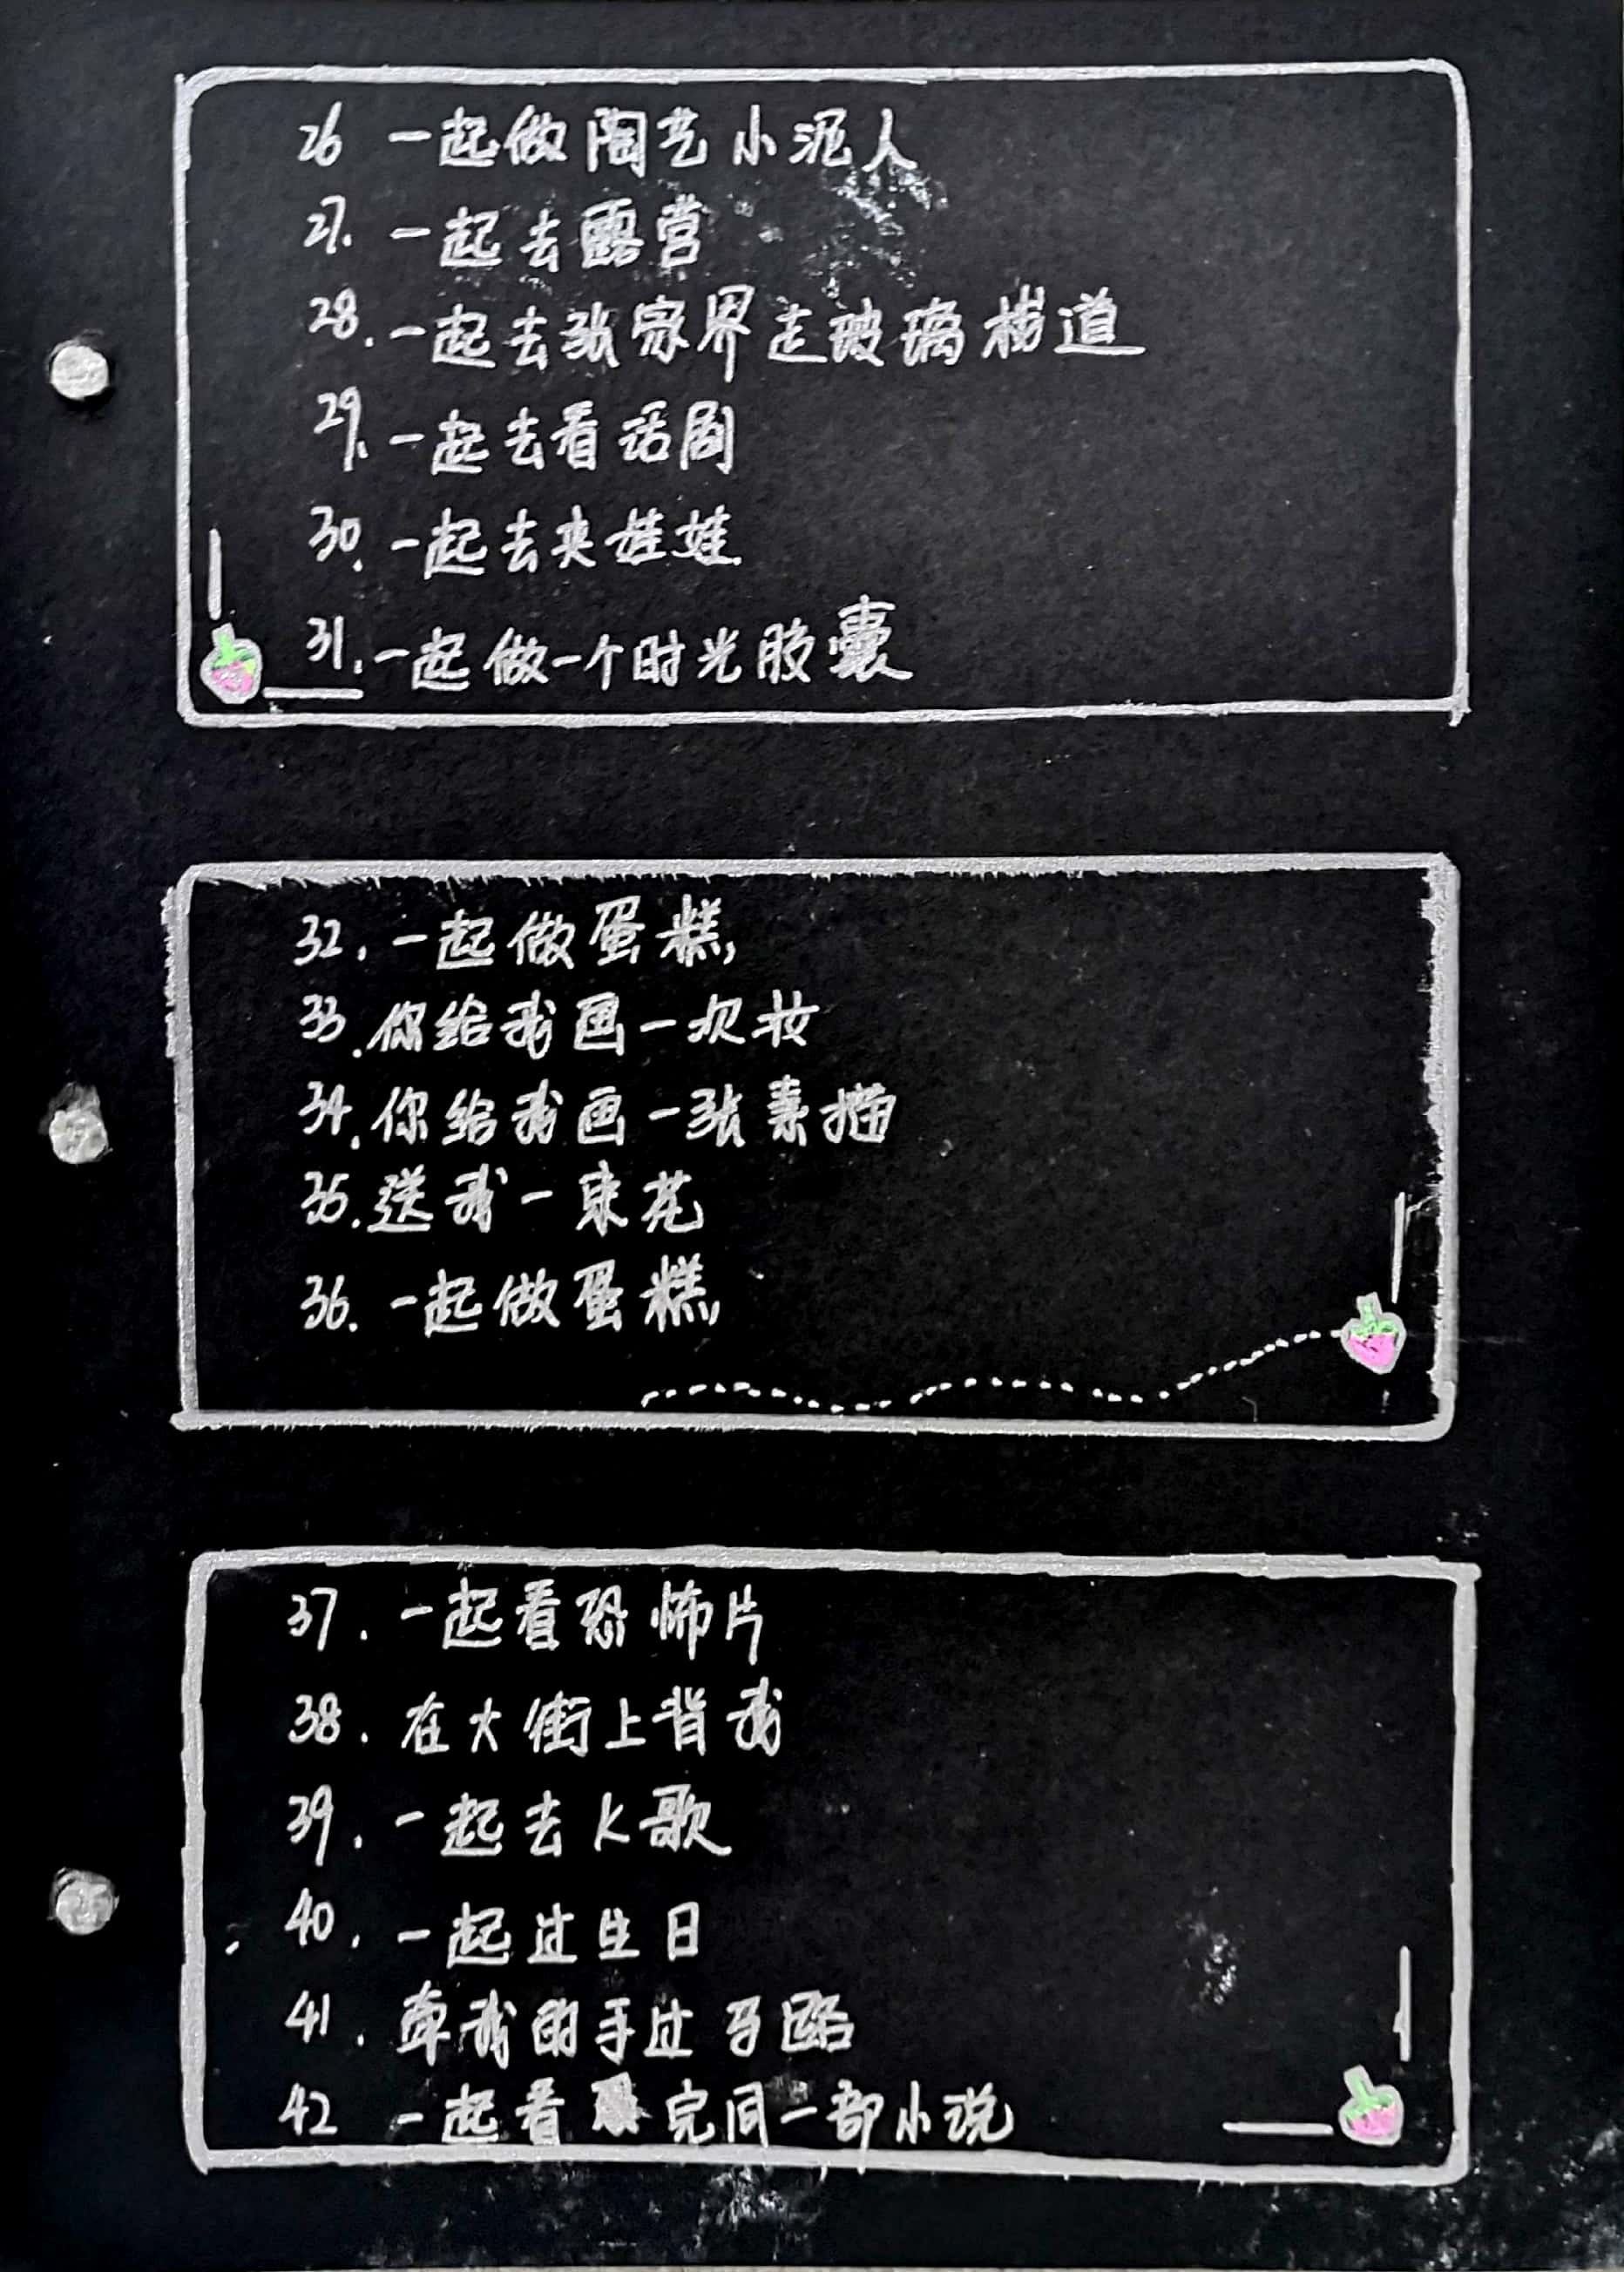 26 一起做陶艺小泥人
27. 一起去露营
28. 一起去张家界走玻璃栈道
29. 一起去看话剧
30. 一起去夹娃娃
31. 一起做一个时光胶囊
32. 一起做蛋糕,
33. 你给我画一次妆
34. 你给我画一张素描
35. 送我一束花
36. 一起做蛋糕,
37. 一起看恐怖片
38. 在大街上背我
39. 一起去K歌
40. 一起过生日
41. 牵我的手过马路
42 一起看完同一部小说